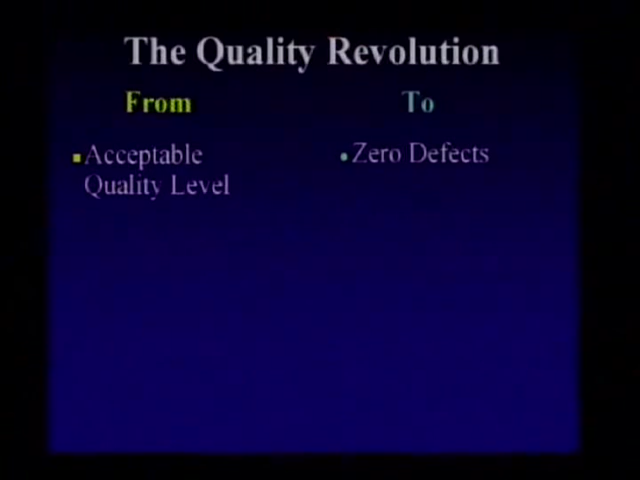 The Quality Revolution
From To
Acceptable Zero Defects
Quality Level